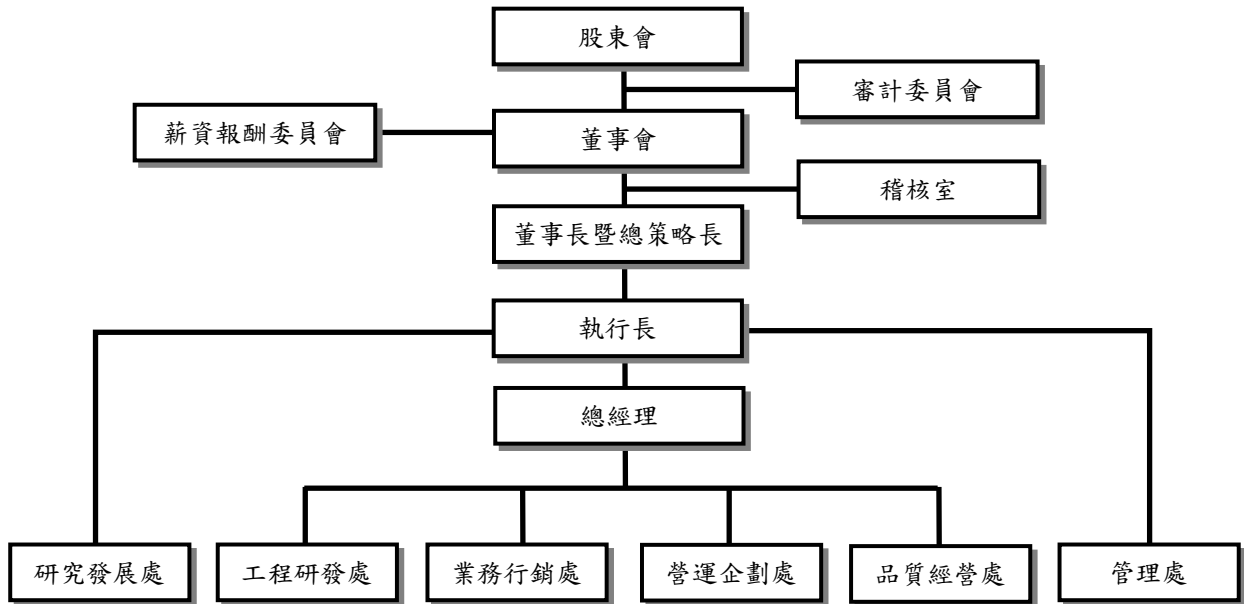 股東會
審計委員會
薪資報酬委員會
董事會
稽核室
董事長暨總策略長
執行長
總經理
研究發展處
工程研發處
業務行銷處
營運企劃處
品質經營處
管理處